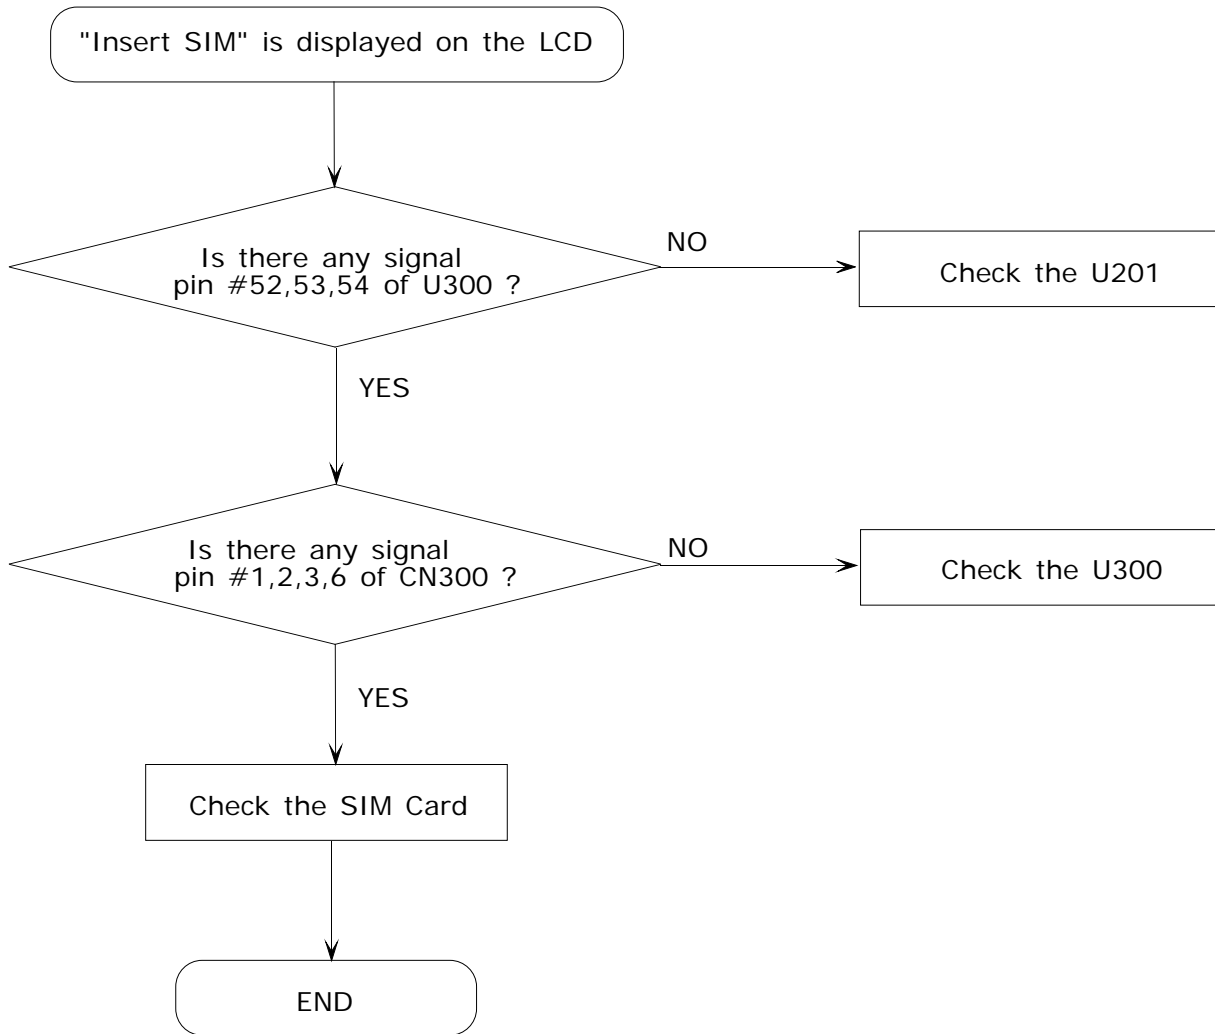 "Insert SIM" is displayed on the LCD
Is there any signal
pin #52,53,54 of U300 ?
NO
Check the U201
YES
Is there any signal
pin #1,2,3,6 of CN300 ?
NO
Check the U300
YES
Check the SIM Card
END